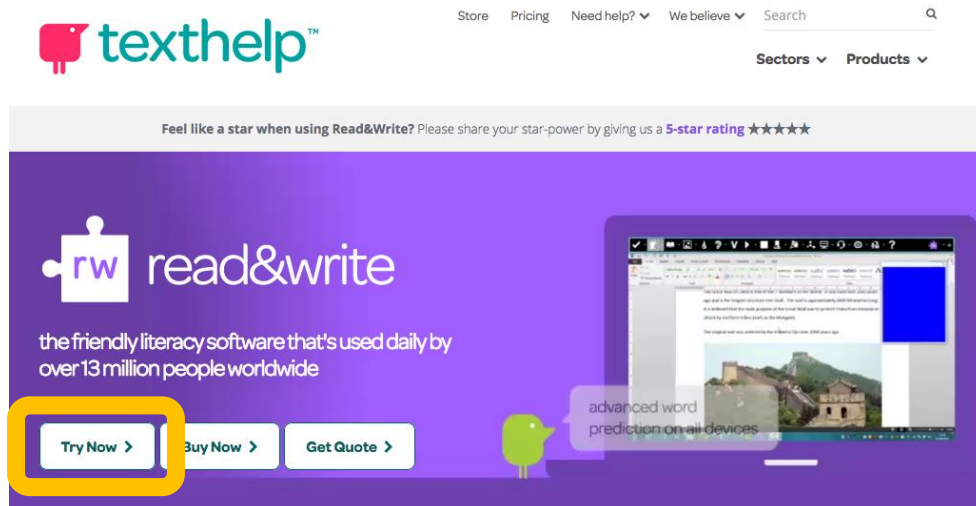 Store Pricing Need help? We believe Search
texthelp™
Sectors Products
Feel like a star when using Read&Write? Please share your star-power by giving us a 5-star rating ★★★★★
rw read&write
the friendly literacy software that's used daily by
over 13 million people worldwide
advanced word
prediction on all devices
Try Now > Buy Now > Get Quote >